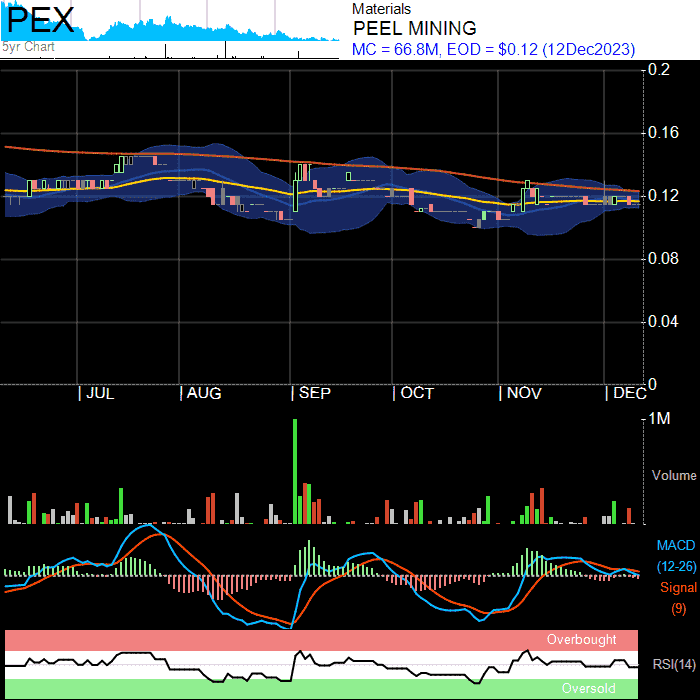 PEX
5yr Chart
Materials
PEEL MINING
MC = 66.8M, EOD = $0.12 (12Dec2023)
0.2
0.16
0.12
0.08
0.04
0
| JUL | AUG | SEP | OCT | NOV | DEC
1M
Volume
MACD
(12-26)
Signal
(9)
Overbought
RSI(14)
Oversold